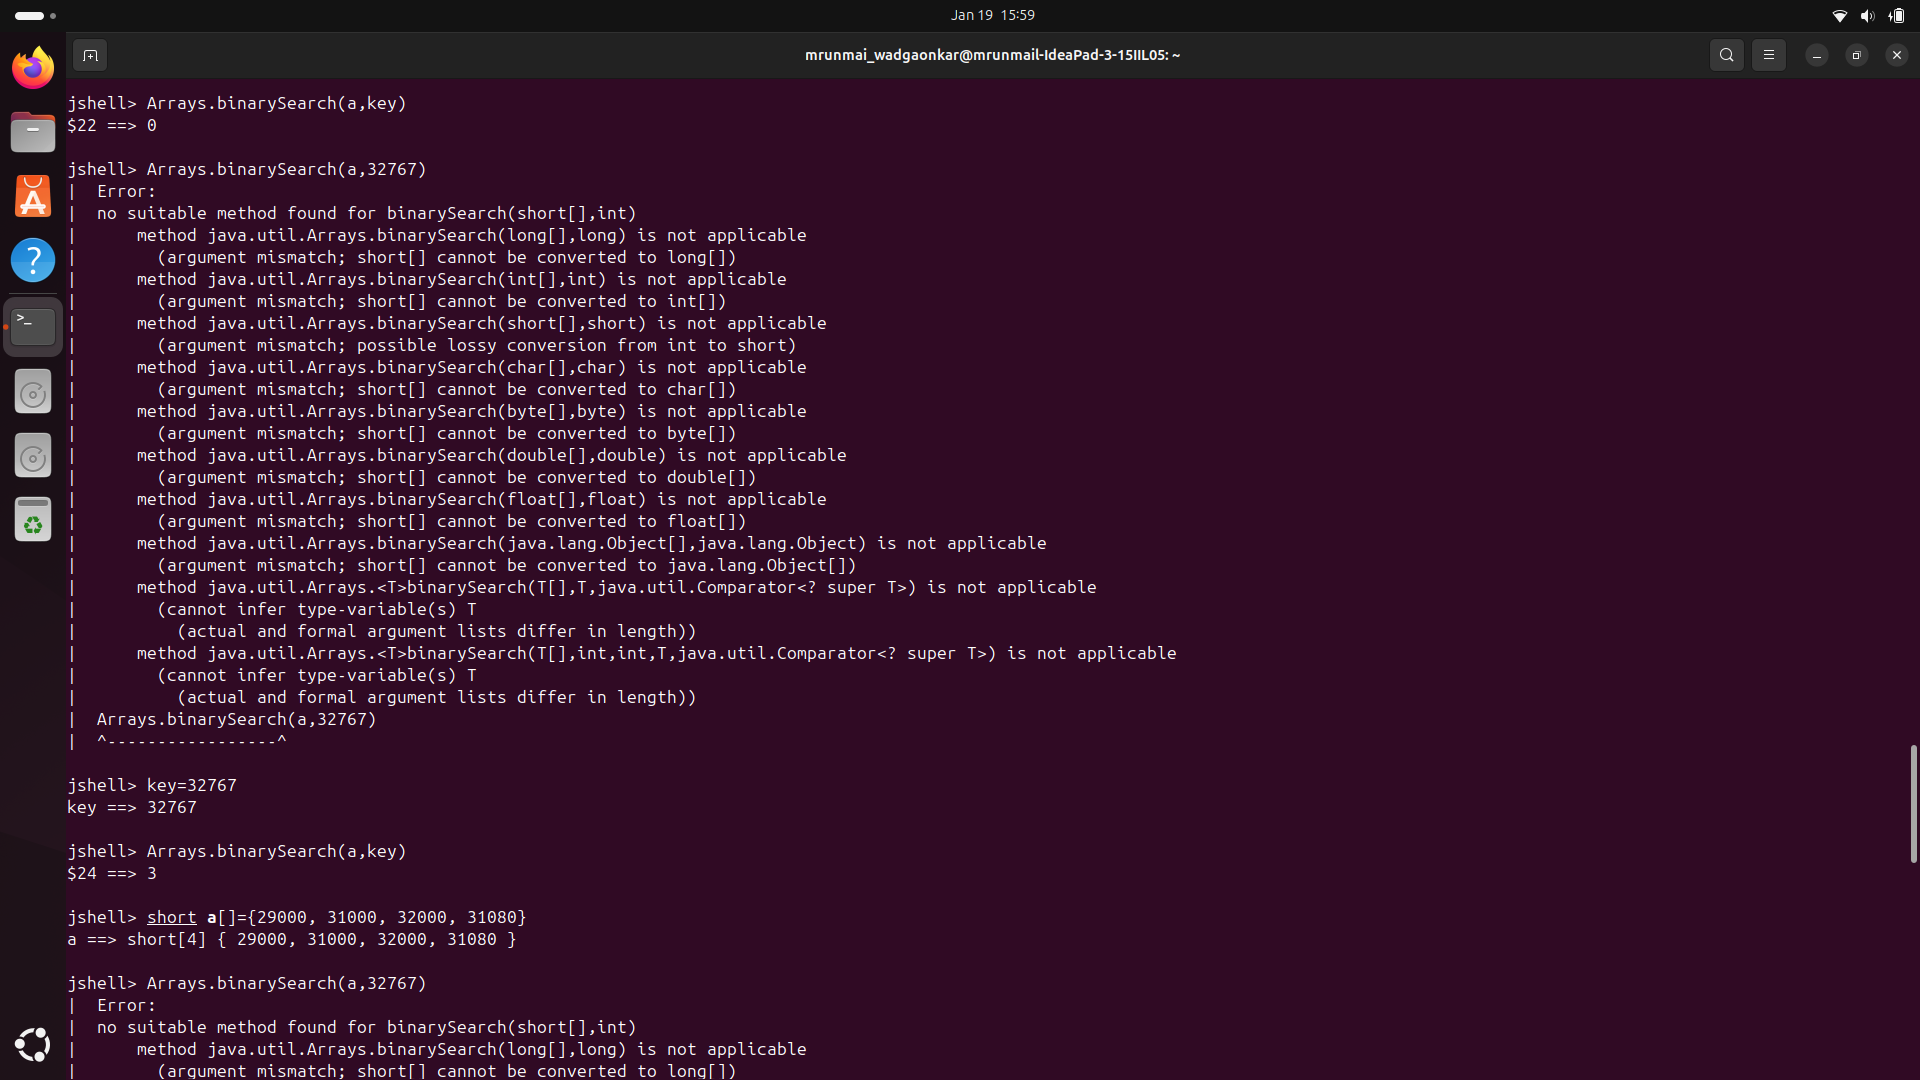 Jan 19 15:59
mrunmai_wadgaonkar@mrunmail-IdeaPad-3-15IIL05: ~
jshell> Arrays.binarySearch(a,key)
$22 ==> 0
jshell> Arrays.binarySearch(a,32767)
|  Error:
|  no suitable method found for binarySearch(short[],int)
|      method java.util.Arrays.binarySearch(long[],long) is not applicable
|        (argument mismatch; short[] cannot be converted to long[])
|      method java.util.Arrays.binarySearch(int[],int) is not applicable
|        (argument mismatch; short[] cannot be converted to int[])
|      method java.util.Arrays.binarySearch(short[],short) is not applicable
|        (argument mismatch; possible lossy conversion from int to short)
|      method java.util.Arrays.binarySearch(char[],char) is not applicable
|        (argument mismatch; short[] cannot be converted to char[])
|      method java.util.Arrays.binarySearch(byte[],byte) is not applicable
|        (argument mismatch; short[] cannot be converted to byte[])
|      method java.util.Arrays.binarySearch(double[],double) is not applicable
|        (argument mismatch; short[] cannot be converted to double[])
|      method java.util.Arrays.binarySearch(float[],float) is not applicable
|        (argument mismatch; short[] cannot be converted to float[])
|      method java.util.Arrays.binarySearch(java.lang.Object[],java.lang.Object) is not applicable
|        (argument mismatch; short[] cannot be converted to java.lang.Object[])
|      method java.util.Arrays.<T>binarySearch(T[],T,java.util.Comparator<? super T>) is not applicable
|        (cannot infer type-variable(s) T
|          (actual and formal argument lists differ in length))
|      method java.util.Arrays.<T>binarySearch(T[],int,int,T,java.util.Comparator<? super T>) is not applicable
|        (cannot infer type-variable(s) T
|          (actual and formal argument lists differ in length))
|  Arrays.binarySearch(a,32767)
|  ^-----------------^
jshell> key=32767
key ==> 32767
jshell> Arrays.binarySearch(a,key)
$24 ==> 3
jshell> short a[]={29000, 31000, 32000, 31080}
a ==> short[4] { 29000, 31000, 32000, 31080 }
jshell> Arrays.binarySearch(a,32767)
|  Error:
|  no suitable method found for binarySearch(short[],int)
|      method java.util.Arrays.binarySearch(long[],long) is not applicable
|        (argument mismatch; short[] cannot be converted to long[])